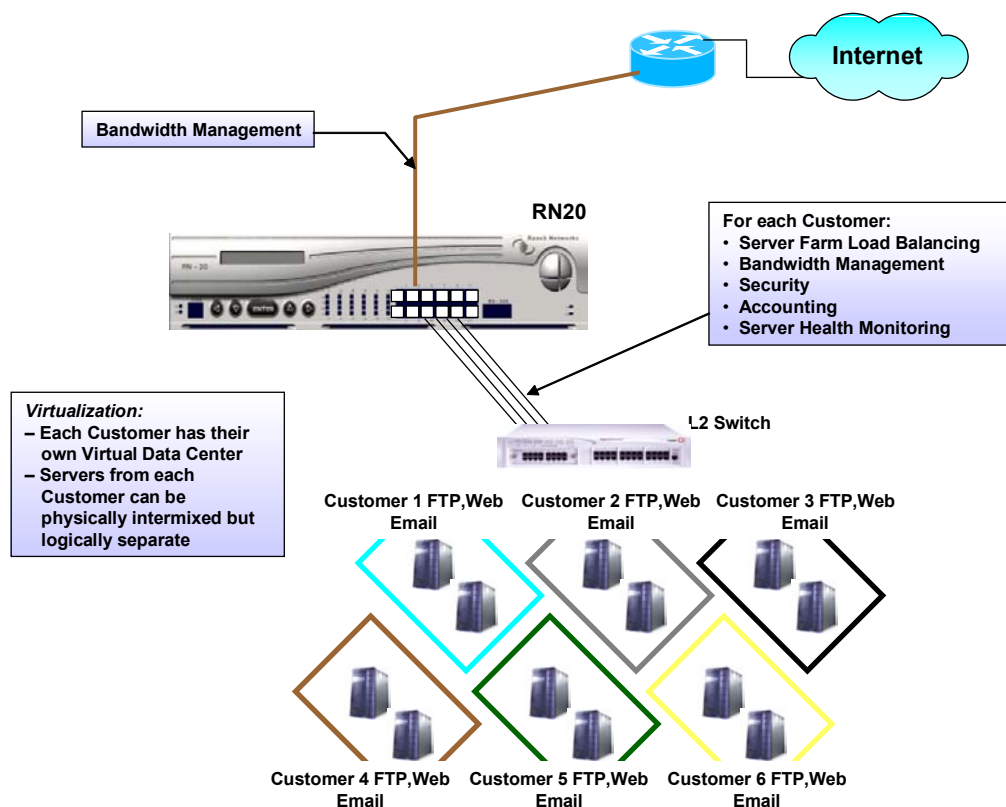 Internet
Bandwidth Management
RN20
For each Customer:
• Server Farm Load Balancing
• Bandwidth Management
• Security
• Accounting
• Server Health Monitoring
RN - 20
ENTER
Virtualization:
– Each Customer has their
own Virtual Data Center
– Servers from each
Customer can be
physically intermixed but
logically separate
L2 Switch
Customer 1 FTP,Web
Email
Customer 2 FTP,Web
Email
Customer 3 FTP,Web
Email
Customer 4 FTP,Web
Email
Customer 5 FTP,Web
Email
Customer 6 FTP,Web
Email